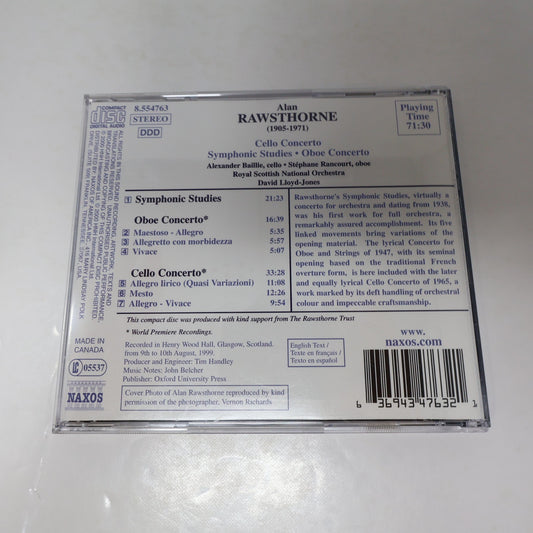 COMPACT
disc
DIGITAL AUDIO
8.554763
STEREO
DDD
Alan
RAWSTHORNE
(1905-1971)
Playing
Time
71:30
Cello Concerto
Symphonic Studies • Oboe Concerto
Alexander Baillie, cello • Stéphane Rancourt, oboe
Royal Scottish National Orchestra
David Lloyd-Jones
1 Symphonic Studies 21:23
Oboe Concerto* 16:39
2 Maestoso - Allegro 5:35
3 Allegretto con morbidezza 5:57
4 Vivace 5:07
Cello Concerto* 33:28
5 Allegro lirico (Quasi Variazioni) 11:08
6 Mesto 12:26
7 Allegro - Vivace 9:54
Rawsthorne's Symphonic Studies, virtually a
concerto for orchestra and dating from 1938,
was his first work for full orchestra, a
remarkably assured accomplishment. Its five
linked movements bring variations of the
opening material. The lyrical Concerto for
Oboe and Strings of 1947, with its seminal
opening based on the traditional French
overture form, is here included with the later
and equally lyrical Cello Concerto of 1965, a
work marked by its deft handling of orchestral
colour and impeccable craftsmanship.
This compact disc was produced with kind support from The Rawsthorne Trust
* World Premiere Recordings.
Recorded in Henry Wood Hall, Glasgow, Scotland.
from 9th to 10th August, 1999.
Producer and Engineer: Tim Handley
Music Notes: John Belcher
Publisher: Oxford University Press
Cover Photo of Alan Rawsthorne reproduced by kind
permission of the photographer, Vernon Richards
English Text /
Texte en français /
Texto en español
www.
naxos.com
6 36943 47632 1
MADE IN
CANADA
LC 05537
NAXOS